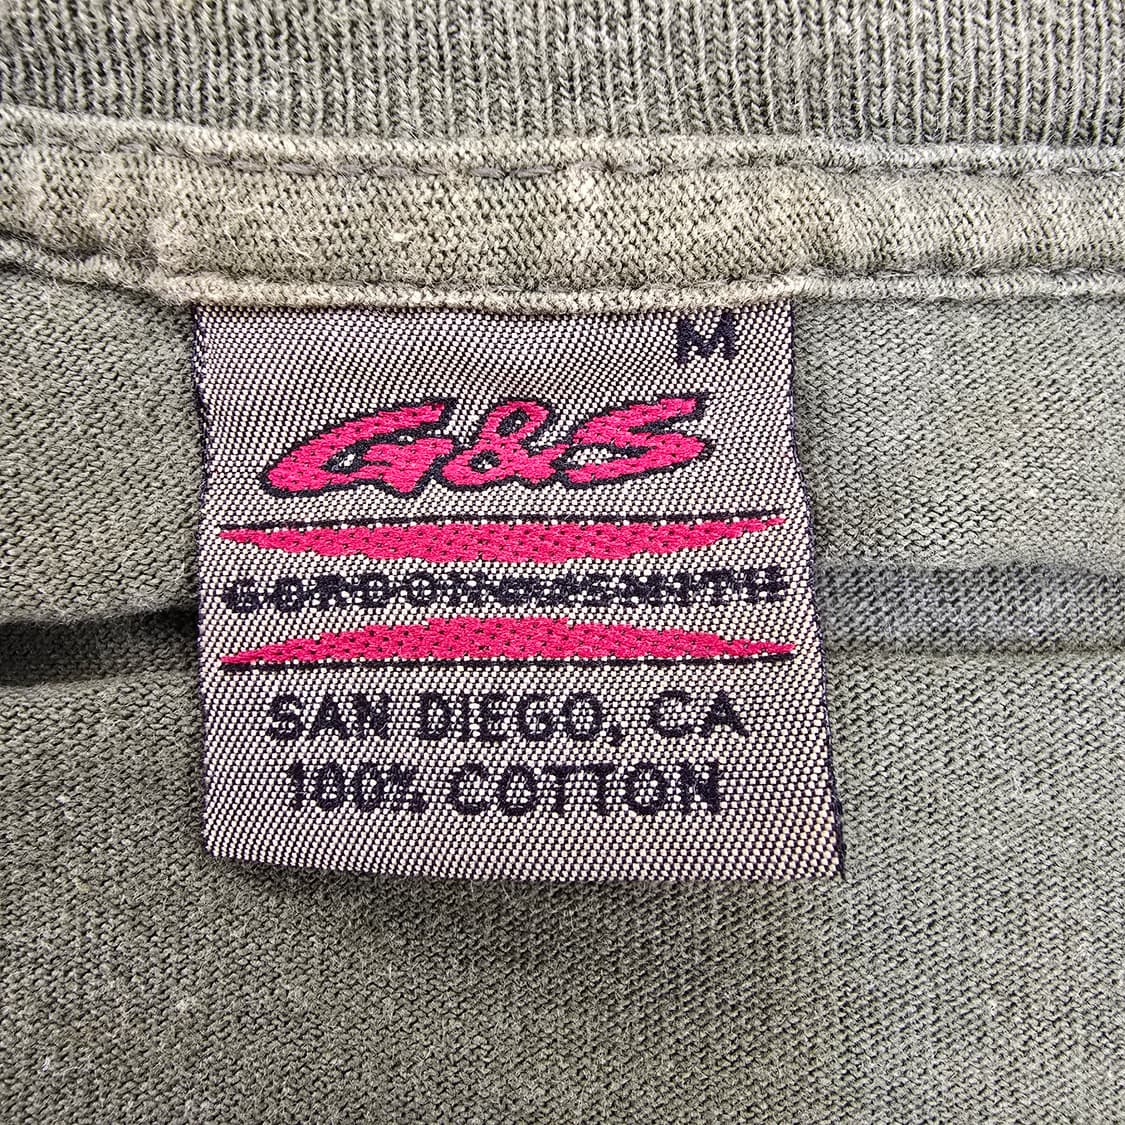 M
G&S
GORDON & SMITH
SAN DIEGO, CA
100% COTTON